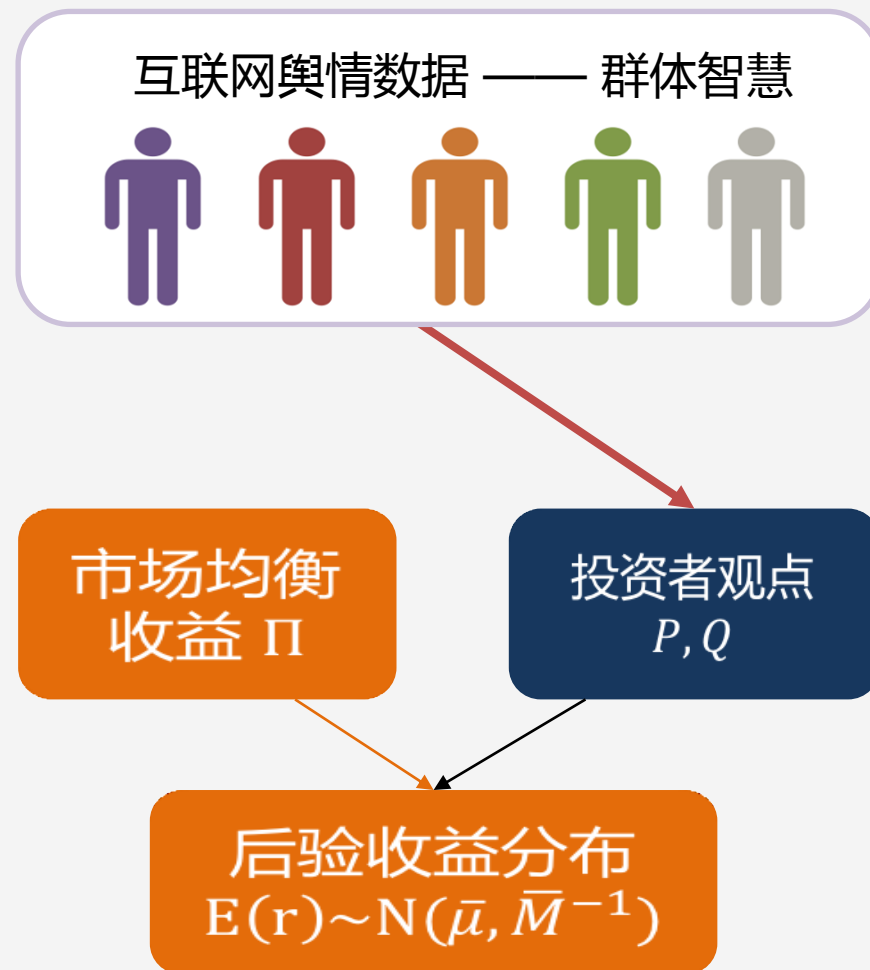 互联网舆情数据 —— 群体智慧
市场均衡
收益 Π
投资者观点
P, Q
后验收益分布
E(r)~N(μ̄, M̄⁻¹)